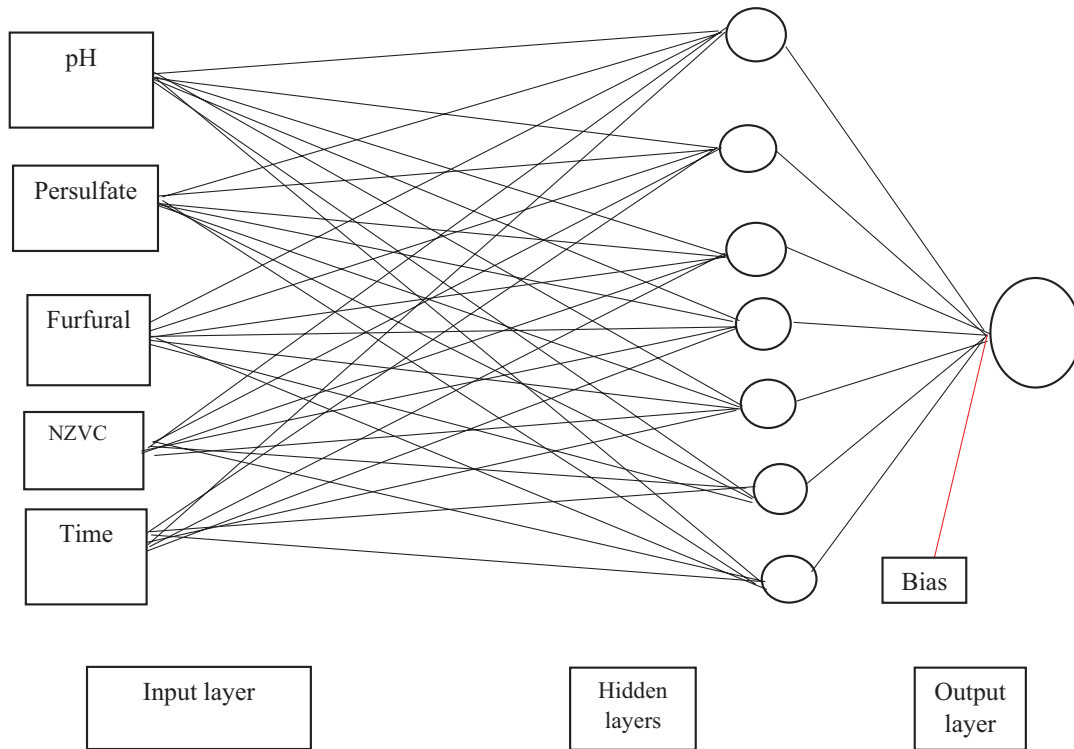 pH
Persulfate
Furfural
NZVC
Time
Bias
Input layer
Hidden
layers
Output
layer